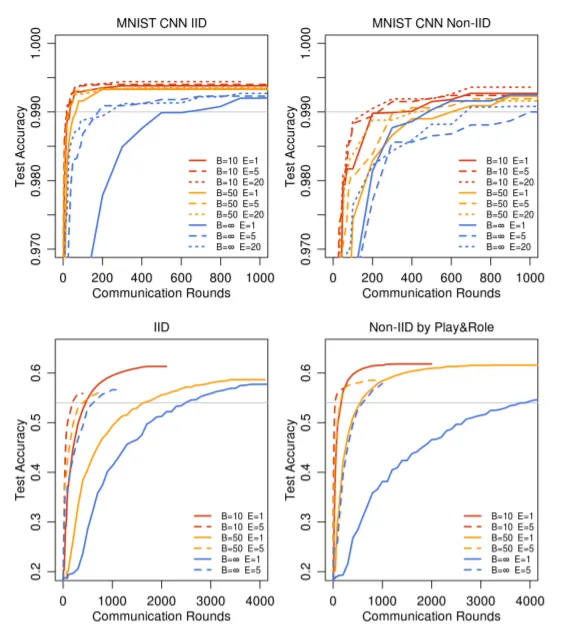 MNIST CNN IID
Test Accuracy
0.970 0.980 0.990 1.000
B=10 E=1
B=10 E=5
B=10 E=20
B=50 E=1
B=50 E=5
B=50 E=20
B=∞ E=1
B=∞ E=5
B=∞ E=20
0 200 400 600 800 1000
Communication Rounds
MNIST CNN Non-IID
Test Accuracy
0.970 0.980 0.990 1.000
B=10 E=1
B=10 E=5
B=10 E=20
B=50 E=1
B=50 E=5
B=50 E=20
B=∞ E=1
B=∞ E=5
B=∞ E=20
0 200 400 600 800 1000
Communication Rounds
IID
Test Accuracy
0.2 0.3 0.4 0.5 0.6
B=10 E=1
B=10 E=5
B=50 E=1
B=50 E=5
B=∞ E=1
B=∞ E=5
0 1000 2000 3000 4000
Communication Rounds
Non-IID by Play&Role
Test Accuracy
0.2 0.3 0.4 0.5 0.6
B=10 E=1
B=10 E=5
B=50 E=1
B=50 E=5
B=∞ E=1
B=∞ E=5
0 1000 2000 3000 4000
Communication Rounds